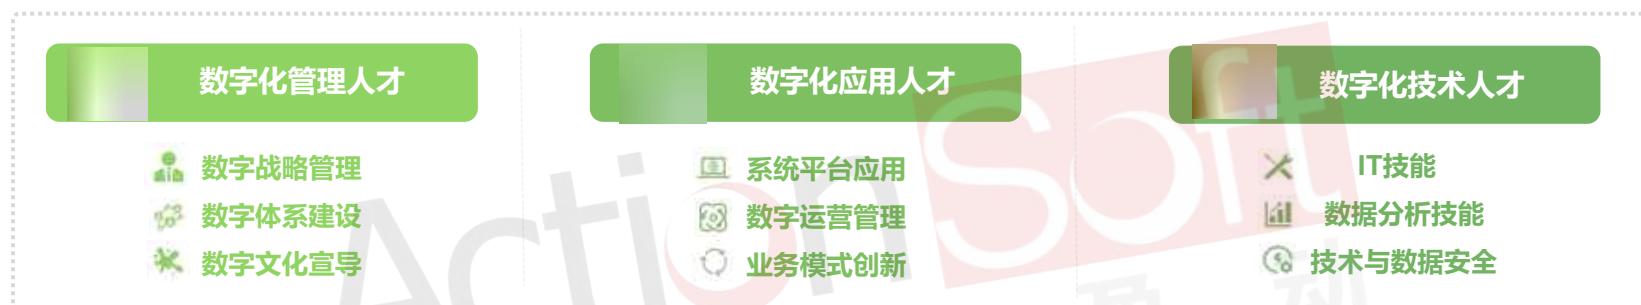 数字化管理人才
数字战略管理
数字体系建设
数字文化宣导
数字化应用人才
系统平台应用
数字运营管理
业务模式创新
数字化技术人才
IT技能
数据分析技能
技术与数据安全
ActionSoft